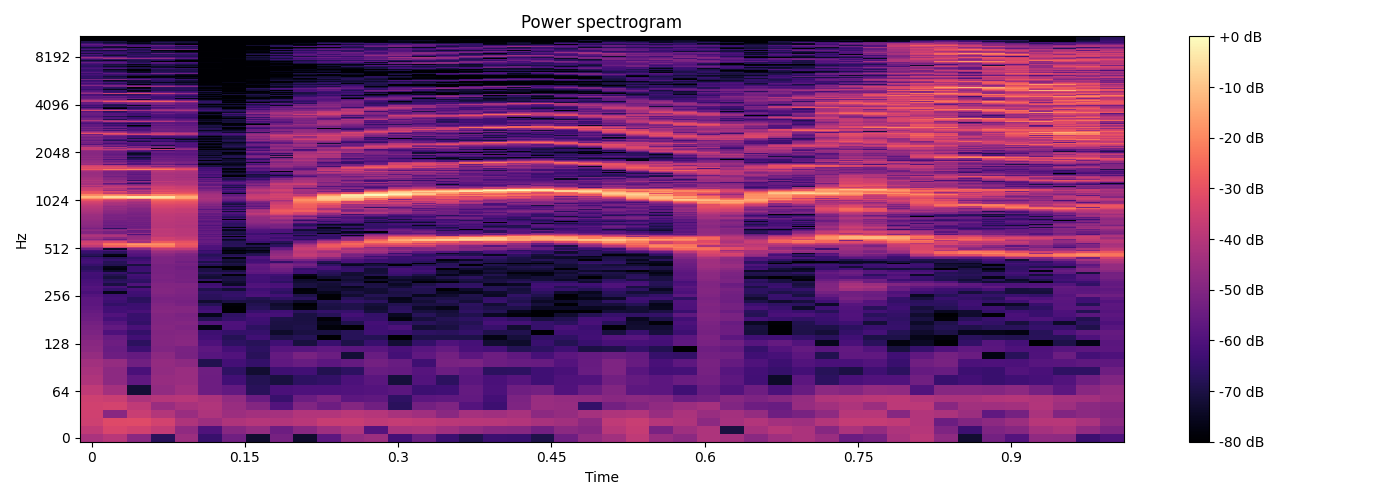 Power spectrogram
8192
4096
2048
1024
512
256
128
64
0
Hz
0 0.15 0.3 0.45 0.6 0.75 0.9
Time
+0 dB
-10 dB
-20 dB
-30 dB
-40 dB
-50 dB
-60 dB
-70 dB
-80 dB